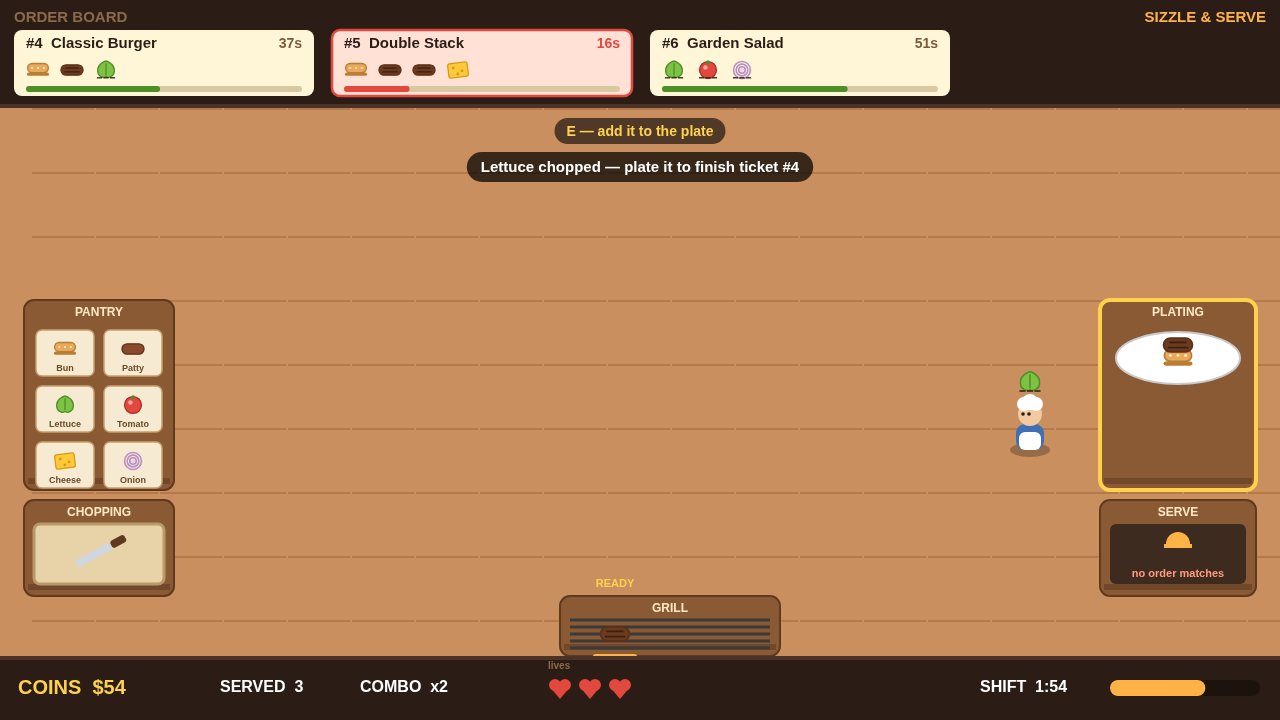 ORDER BOARD
SIZZLE & SERVE
#4 Classic Burger 37s
#5 Double Stack 16s
#6 Garden Salad 51s
E — add it to the plate
Lettuce chopped — plate it to finish ticket #4
PANTRY
Bun
Patty
Lettuce
Tomato
Cheese
Onion
PLATING
CHOPPING
SERVE
no order matches
READY
GRILL
lives
COINS $54
SERVED 3
COMBO x2
SHIFT 1:54